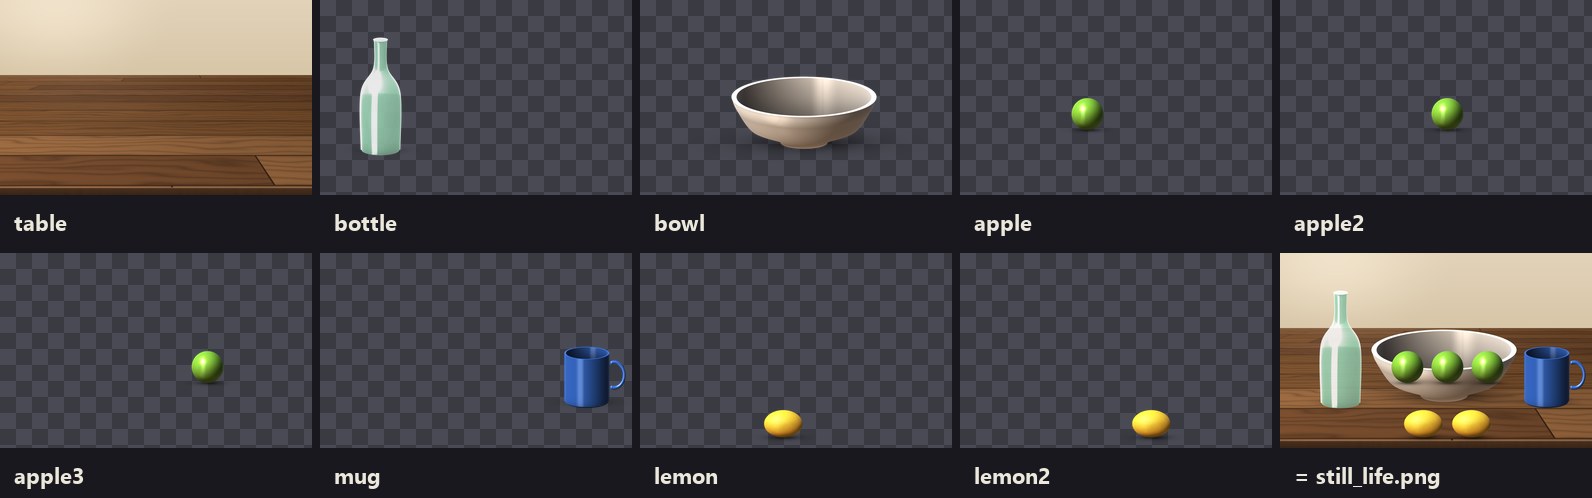 table
bottle
bowl
apple
apple2
apple3
mug
lemon
lemon2
= still_life.png